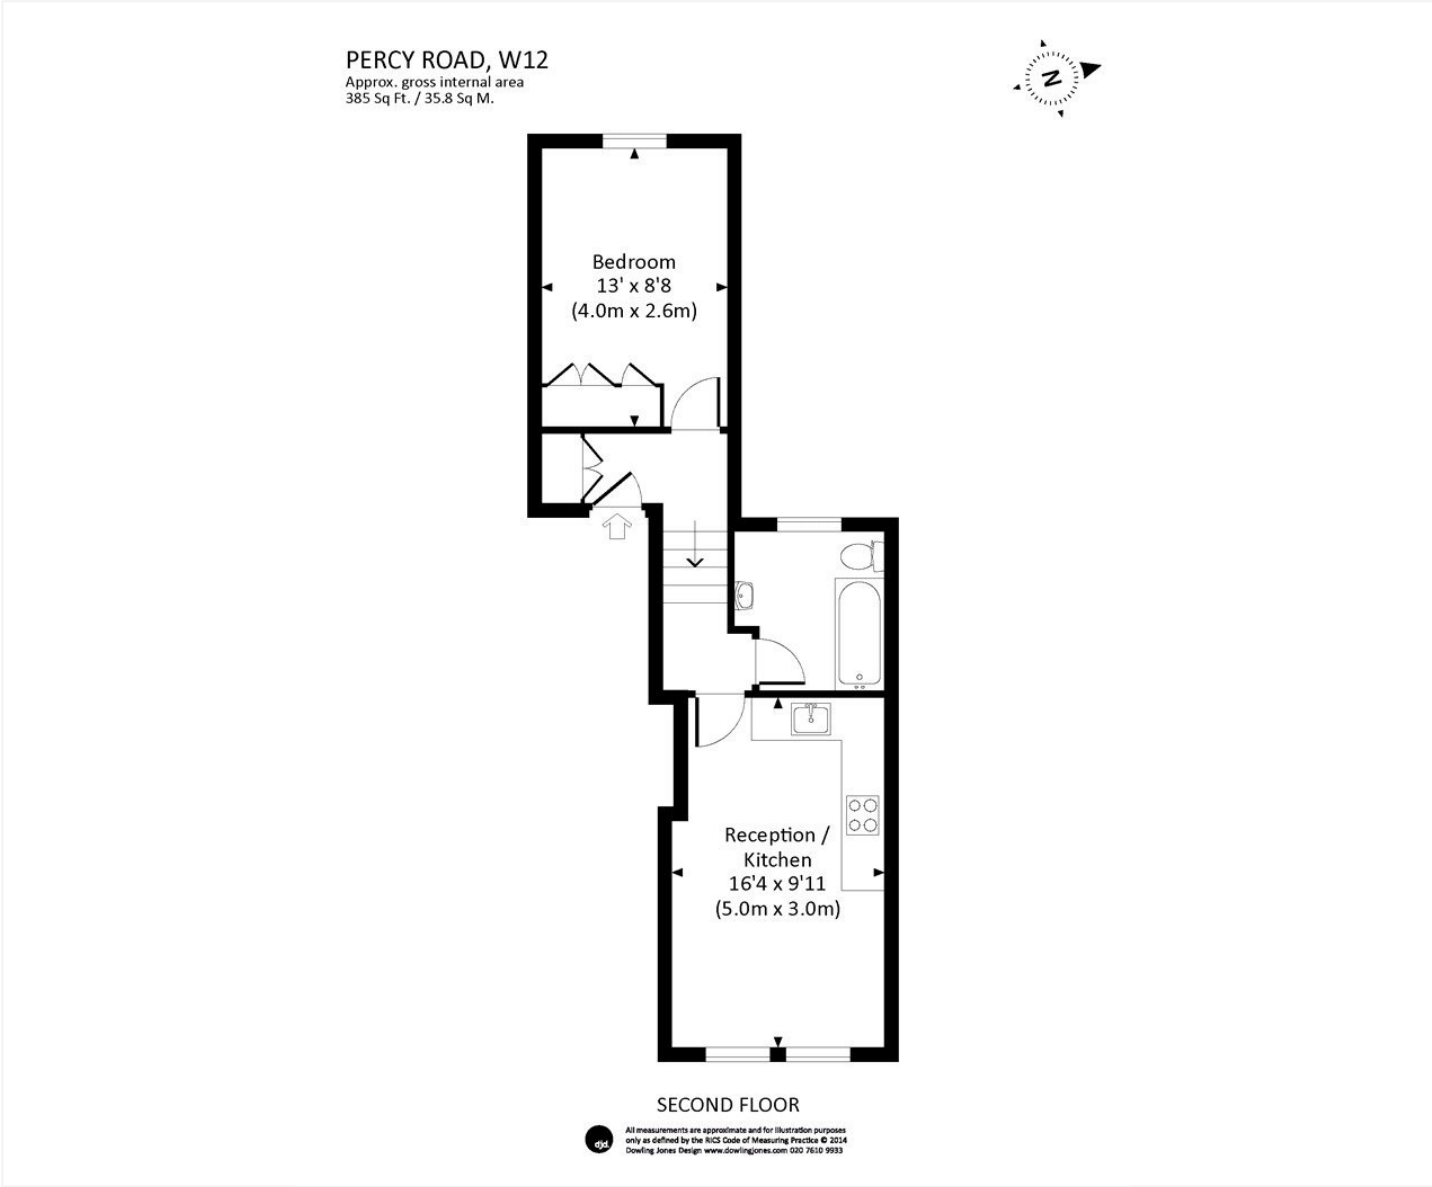 PERCY ROAD, W12
Approx. gross internal area
385 Sq Ft. / 35.8 Sq M.
N
Bedroom
13' x 8'8
(4.0m x 2.6m)
Reception /
Kitchen
16'4 x 9'11
(5.0m x 3.0m)
SECOND FLOOR
djd.
All measurements are approximate and for illustration purposes
only as defined by the RICS Code of Measuring Practice © 2014
Dowling Jones Design www.dowlingjones.com 020 7610 9933